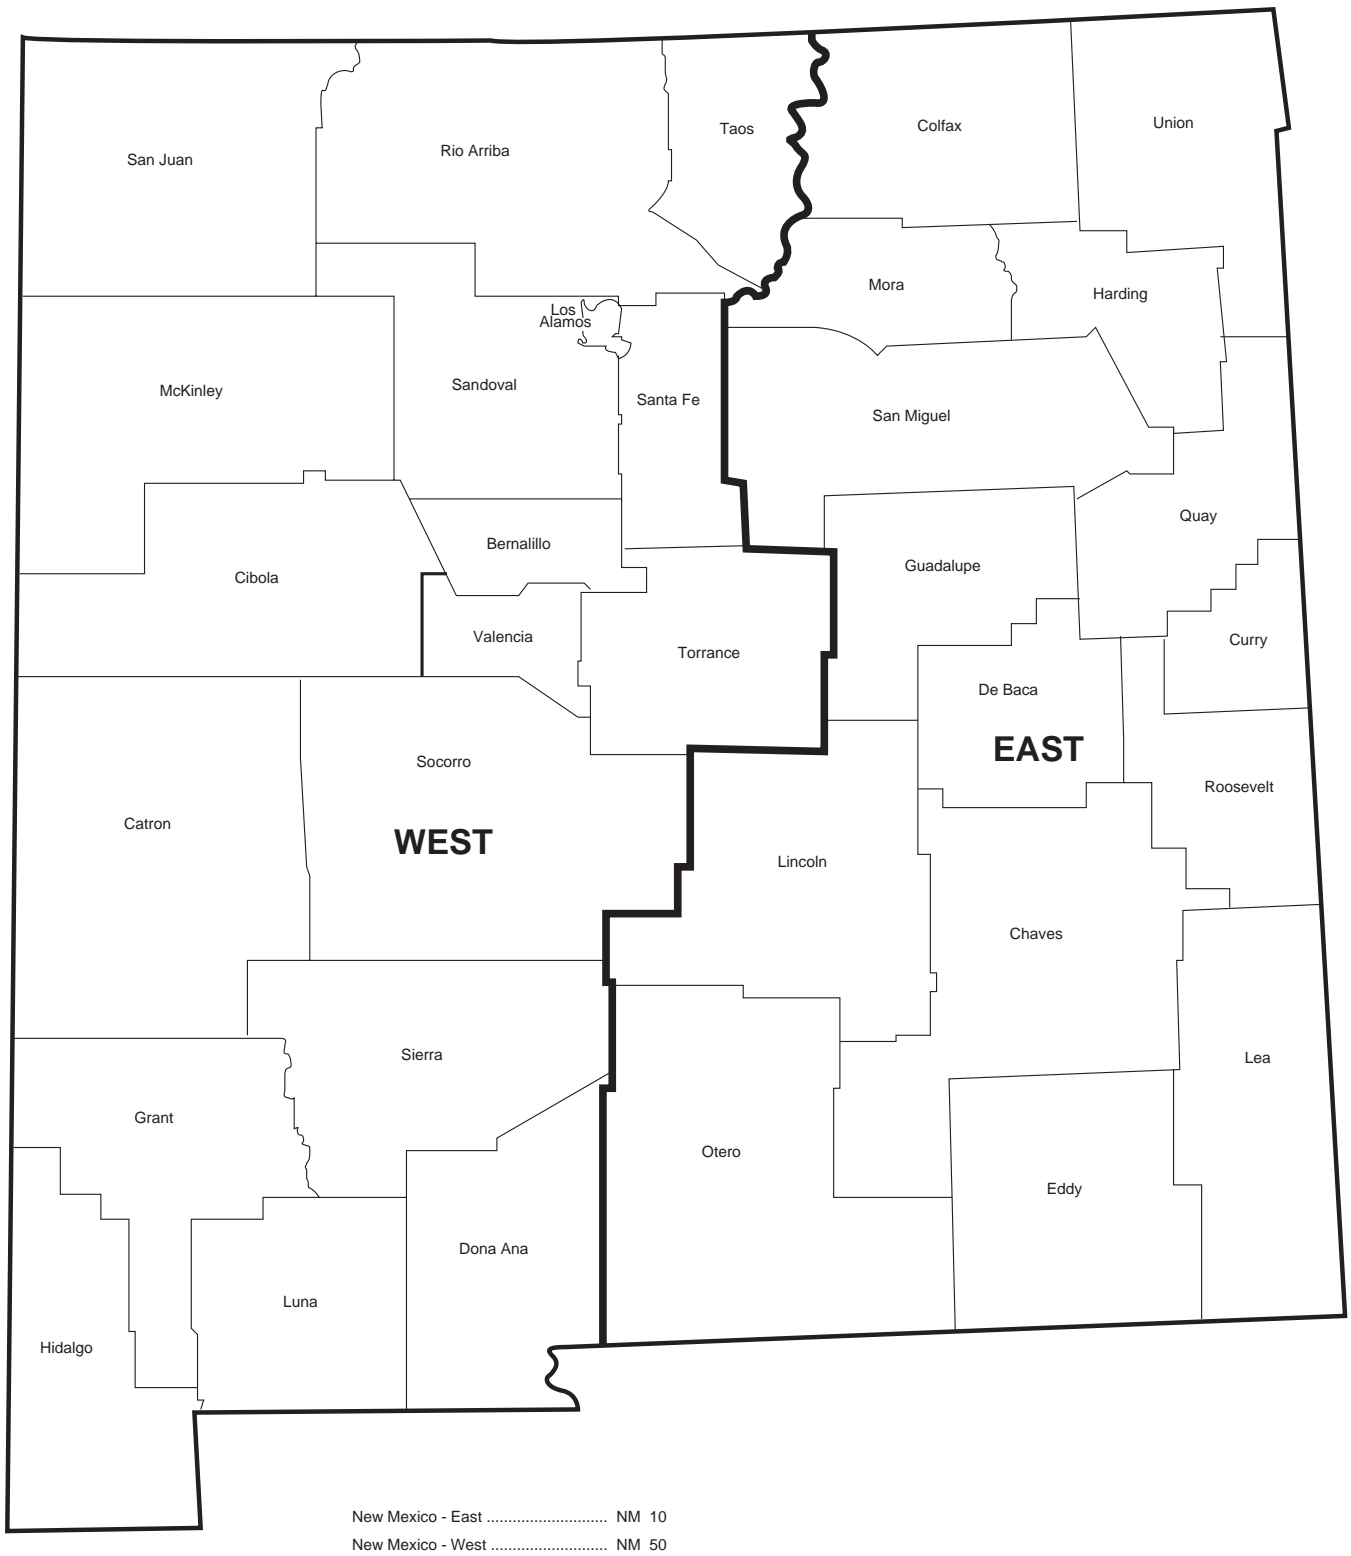 Union
Colfax
Taos
Rio Arriba
San Juan
Mora
Harding
Los
Alamos
Sandoval
McKinley
Santa Fe
San Miguel
Quay
Bernalillo
Guadalupe
Cibola
Valencia
Curry
Torrance
De Baca
EAST
Socorro
Roosevelt
Catron
WEST
Lincoln
Chaves
Sierra
Lea
Grant
Otero
Eddy
Dona Ana
Luna
Hidalgo
New Mexico - East ............................ NM 10
New Mexico - West ........................... NM 50